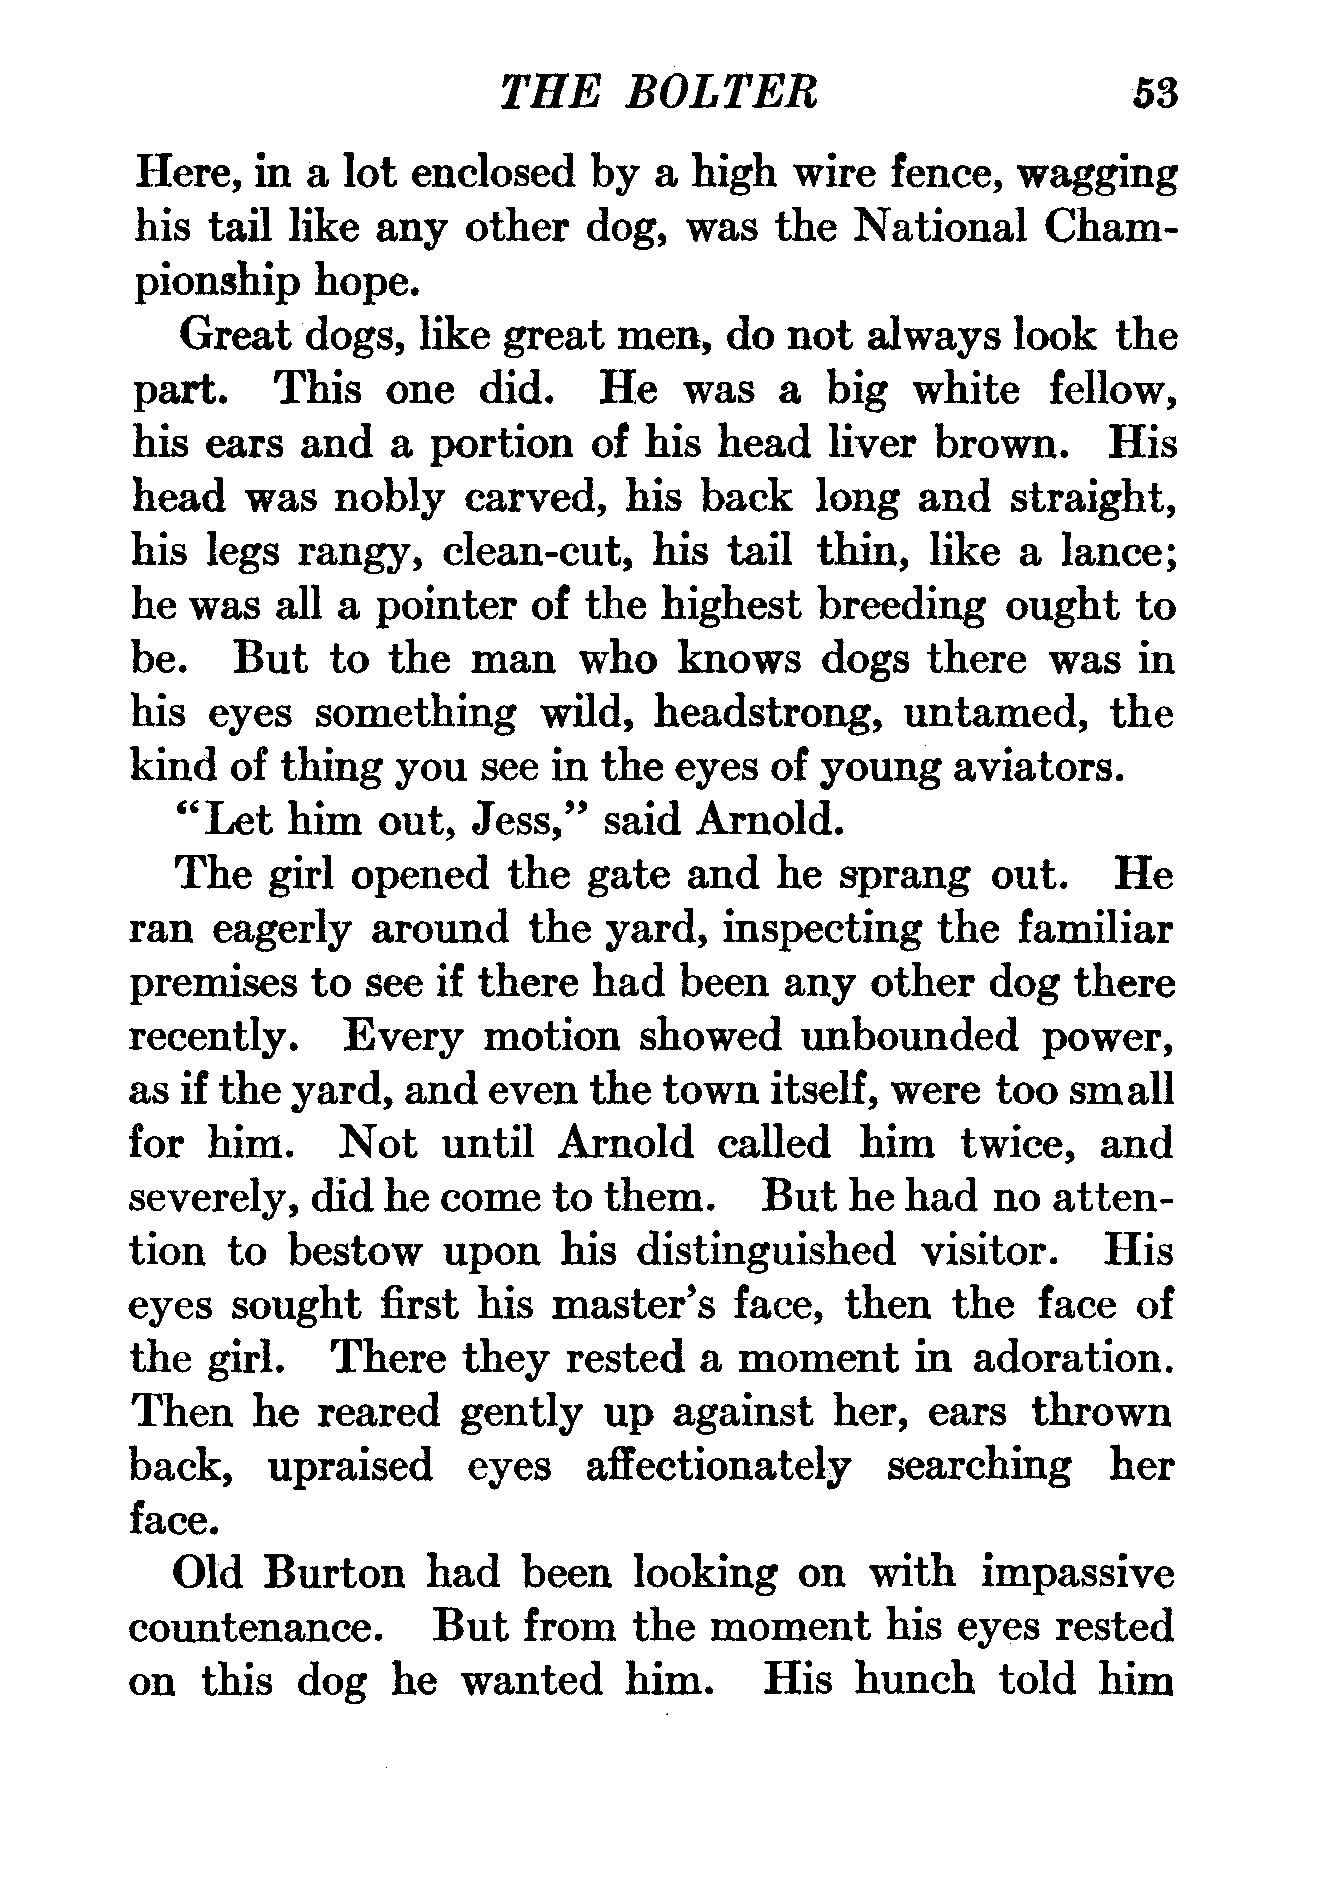 THE BOLTER 53
Here, in a lot enclosed by a high wire fence, wagging
his tail like any other dog, was the National Cham-
pionship hope.
Great dogs, like great men, do not always look the
part. This one did. He was a big white fellow,
his ears and a portion of his head liver brown. His
head was nobly carved, his back long and straight,
his legs rangy, clean-cut, his tail thin, like a lance;
he was all a pointer of the highest breeding ought to
be. But to the man who knows dogs there was in
his eyes something wild, headstrong, untamed, the
kind of thing you see in the eyes of young aviators.
“Let him out, Jess,” said Arnold.
The girl opened the gate and he sprang out. He
ran eagerly around the yard, inspecting the familiar
premises to see if there had been any other dog there
recently. Every motion showed unbounded power,
as if the yard, and even the town itself, were too small
for him. Not until Arnold called him twice, and
severely, did he come to them. But he had no atten-
tion to bestow upon his distinguished visitor. His
eyes sought first his master’s face, then the face of
the girl. There they rested a moment in adoration.
Then he reared gently up against her, ears thrown
back, upraised eyes affectionately searching her
face.
Old Burton had been looking on with impassive
countenance. But from the moment his eyes rested
on this dog he wanted him. His hunch told him